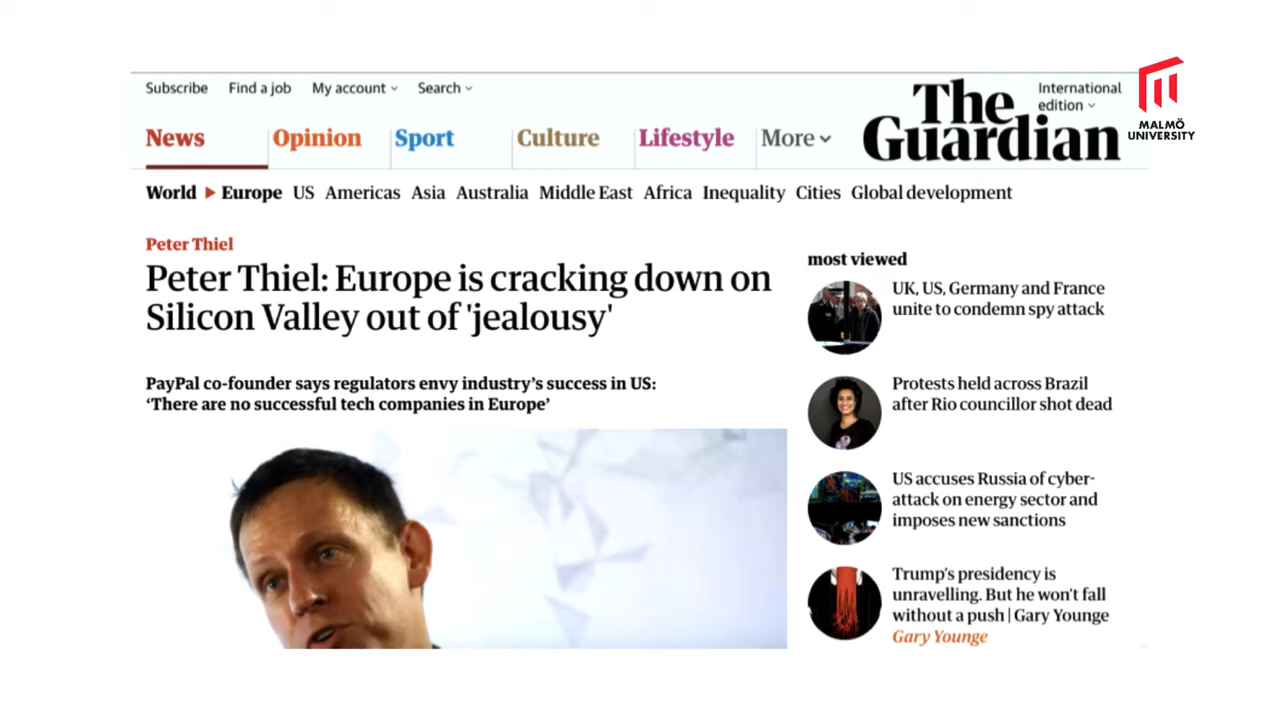 Subscribe Find a job My account Search
The Guardian
International edition
MALMÖ UNIVERSITY
News Opinion Sport Culture Lifestyle More
World Europe US Americas Asia Australia Middle East Africa Inequality Cities Global development
Peter Thiel
Peter Thiel: Europe is cracking down on
Silicon Valley out of 'jealousy'
PayPal co-founder says regulators envy industry’s success in US:
‘There are no successful tech companies in Europe’
most viewed
UK, US, Germany and France
unite to condemn spy attack
Protests held across Brazil
after Rio councillor shot dead
US accuses Russia of cyber-
attack on energy sector and
imposes new sanctions
Trump’s presidency is
unravelling. But he won’t fall
without a push | Gary Younge
Gary Younge